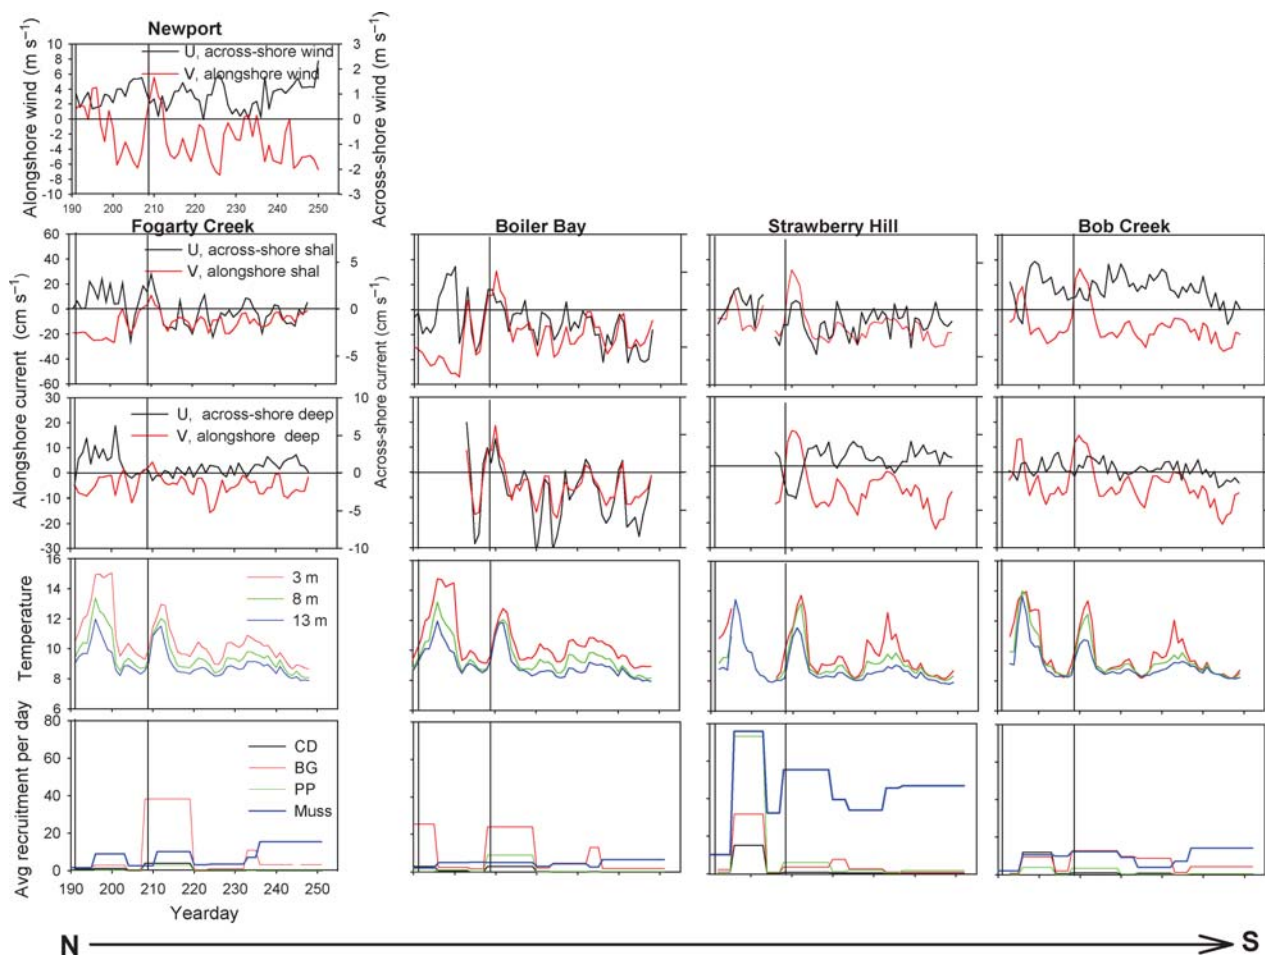 Newport
U, across-shore wind
V, alongshore wind
Alongshore wind (m s⁻¹)
10
8
6
4
2
0
-2
-4
-6
-8
-10
3
2
1
0
-1
-2
-3
Across-shore wind (m s⁻¹)
190 200 210 220 230 240 250
Fogarty Creek
Boiler Bay
Strawberry Hill
Bob Creek
U, across-shore shal
V, alongshore shal
60
40
20
0
-20
-40
-60
5
0
-5
Alongshore current (cm s⁻¹)
Across-shore current (cm s⁻¹)
U, across-shore deep
V, alongshore deep
30
20
10
0
-10
-20
-30
10
5
0
-5
-10
Temperature
16
14
12
10
8
6
3 m
8 m
13 m
Avg recruitment per day
80
60
40
20
0
CD
BG
PP
Muss
190 200 210 220 230 240 250
Yearday
N
S